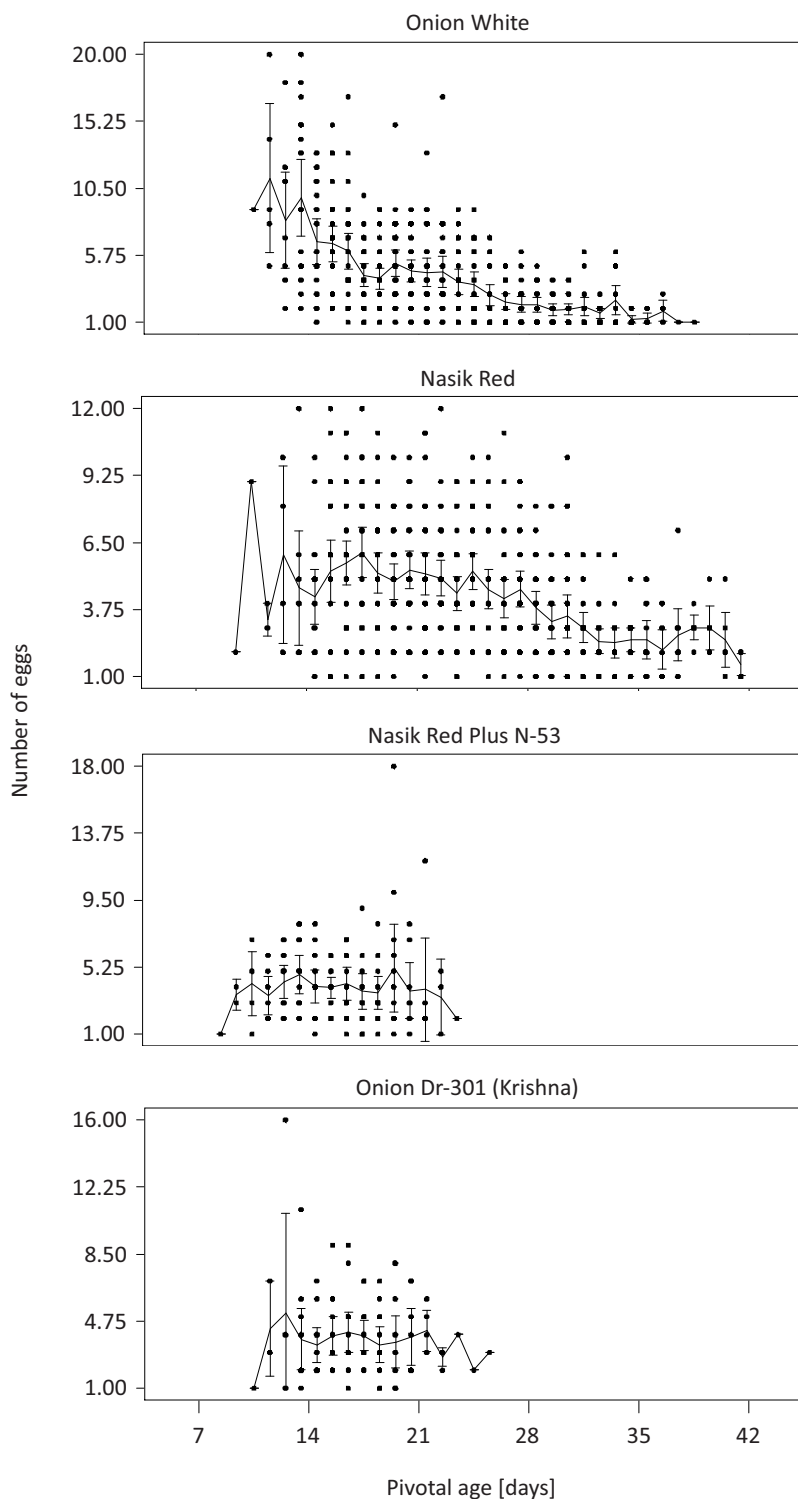 Onion White
20.00
15.25
10.50
5.75
1.00
Nasik Red
12.00
9.25
6.50
3.75
1.00
Number of eggs
Nasik Red Plus N-53
18.00
13.75
9.50
5.25
1.00
Onion Dr-301 (Krishna)
16.00
12.25
8.50
4.75
1.00
7 14 21 28 35 42
Pivotal age [days]